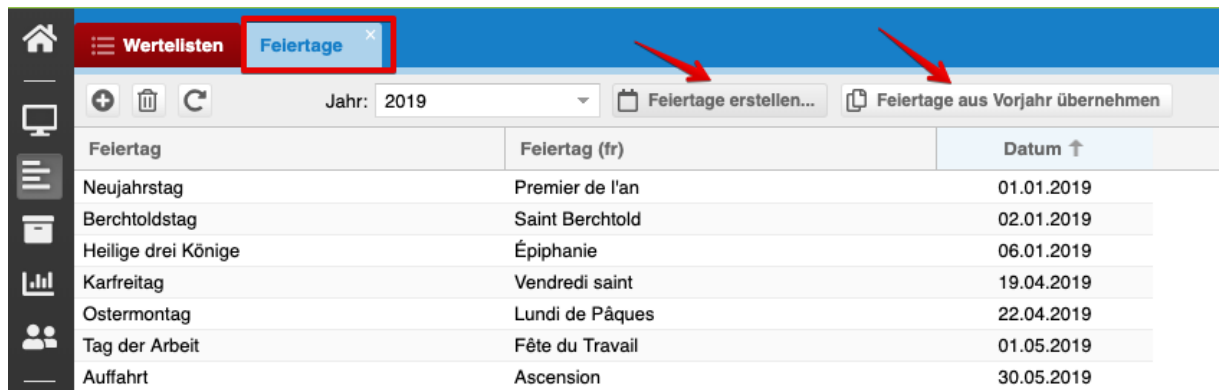 Wertelisten Feiertage
Jahr: 2019 Feiertage erstellen... Feiertage aus Vorjahr übernehmen
Feiertag Feiertag (fr) Datum
Neujahrstag Premier de l'an 01.01.2019
Berchtoldstag Saint Berchtold 02.01.2019
Heilige drei Könige Épiphanie 06.01.2019
Karfreitag Vendredi saint 19.04.2019
Ostermontag Lundi de Pâques 22.04.2019
Tag der Arbeit Fête du Travail 01.05.2019
Auffahrt Ascension 30.05.2019